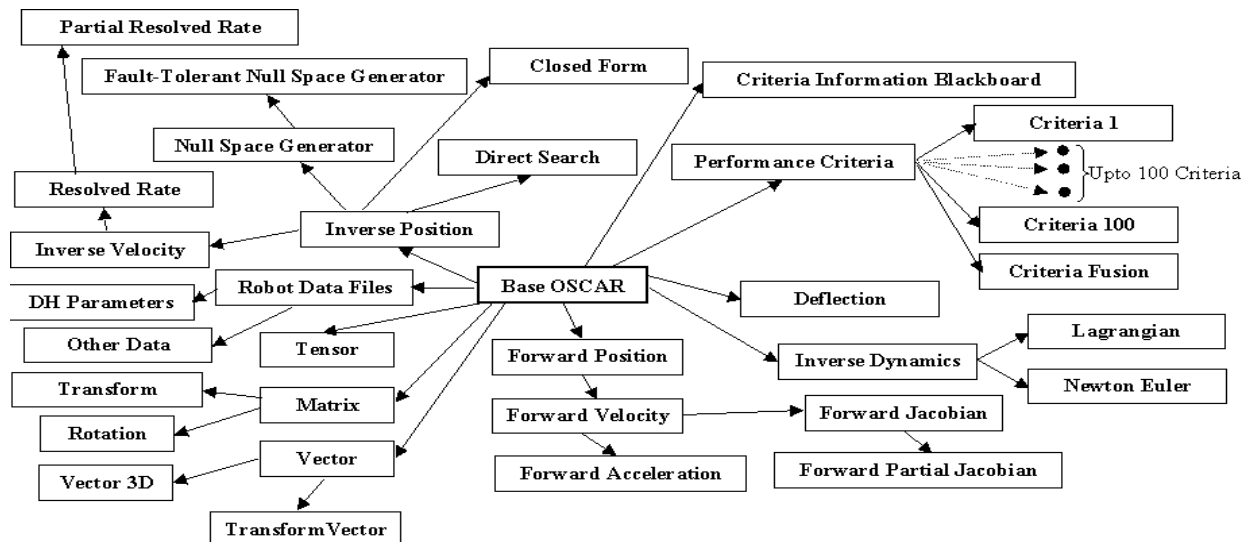 Partial Resolved Rate
Closed Form
Fault-Tolerant Null Space Generator
Criteria Information Blackboard
Criteria 1
Null Space Generator
Direct Search
Performance Criteria
Upto 100 Criteria
Resolved Rate
Inverse Position
Criteria 100
Inverse Velocity
Criteria Fusion
Robot Data Files
Base OSCAR
DH Parameters
Deflection
Other Data
Tensor
Forward Position
Inverse Dynamics
Lagrangian
Transform
Matrix
Forward Velocity
Forward Jacobian
Newton Euler
Rotation
Vector
Forward Acceleration
Forward Partial Jacobian
Vector 3D
TransformVector